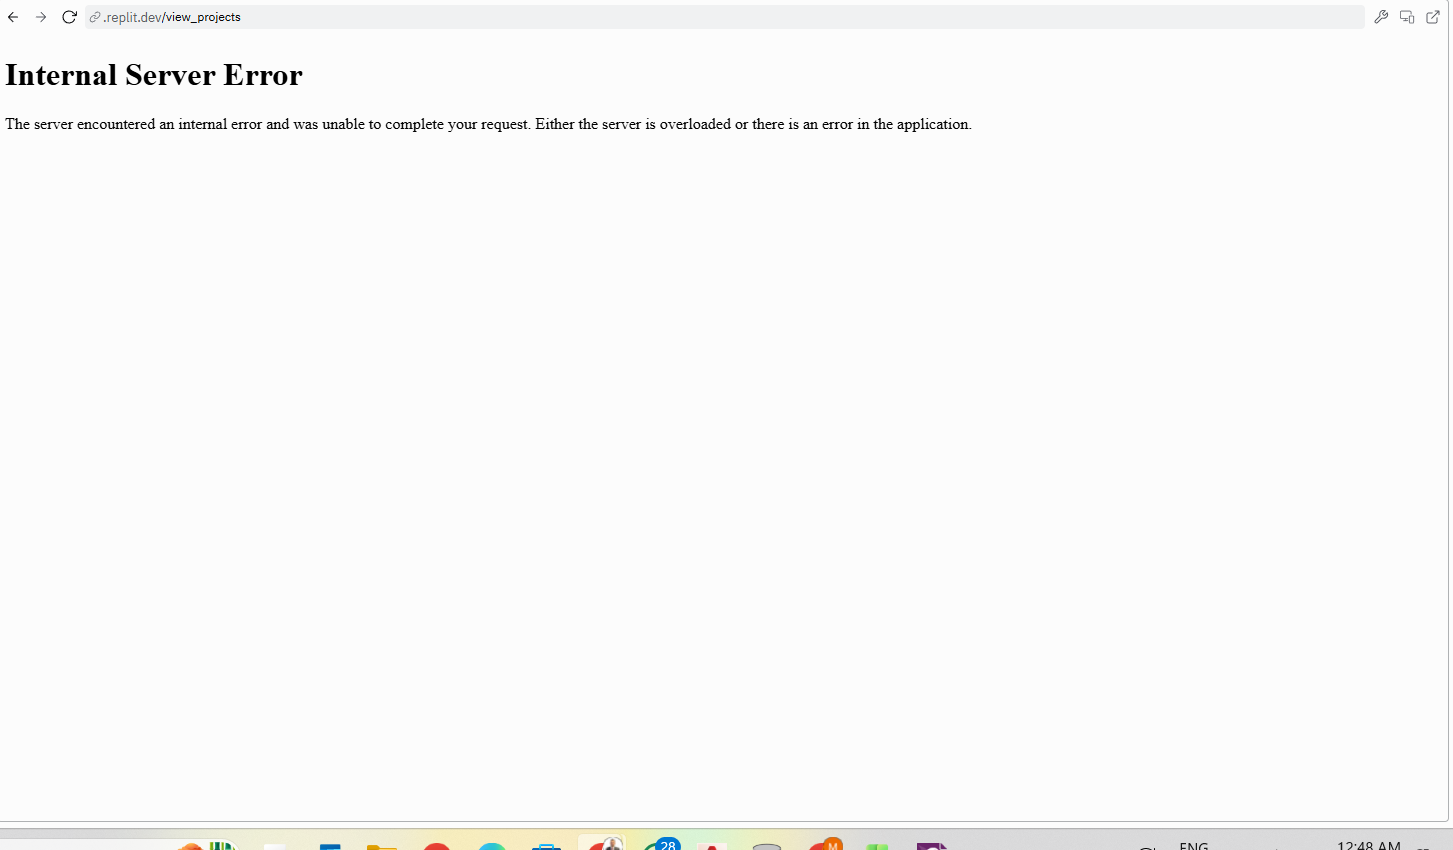 .replit.dev/view_projects
Internal Server Error
The server encountered an internal error and was unable to complete your request. Either the server is overloaded or there is an error in the application.
28
M
ENG
12:48 AM